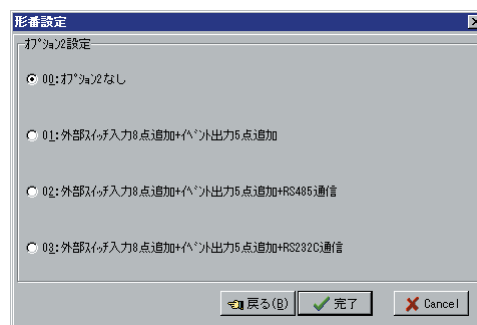 形番設定
ｵﾌﾟｼｮﾝ2設定
00:ｵﾌﾟｼｮﾝ2なし
01:外部ｽｲｯﾁ入力8点追加+ｲﾍﾞﾝﾄ出力5点追加
02:外部ｽｲｯﾁ入力8点追加+ｲﾍﾞﾝﾄ出力5点追加+RS485通信
03:外部ｽｲｯﾁ入力8点追加+ｲﾍﾞﾝﾄ出力5点追加+RS232C通信
戻る(B) 完了 Cancel